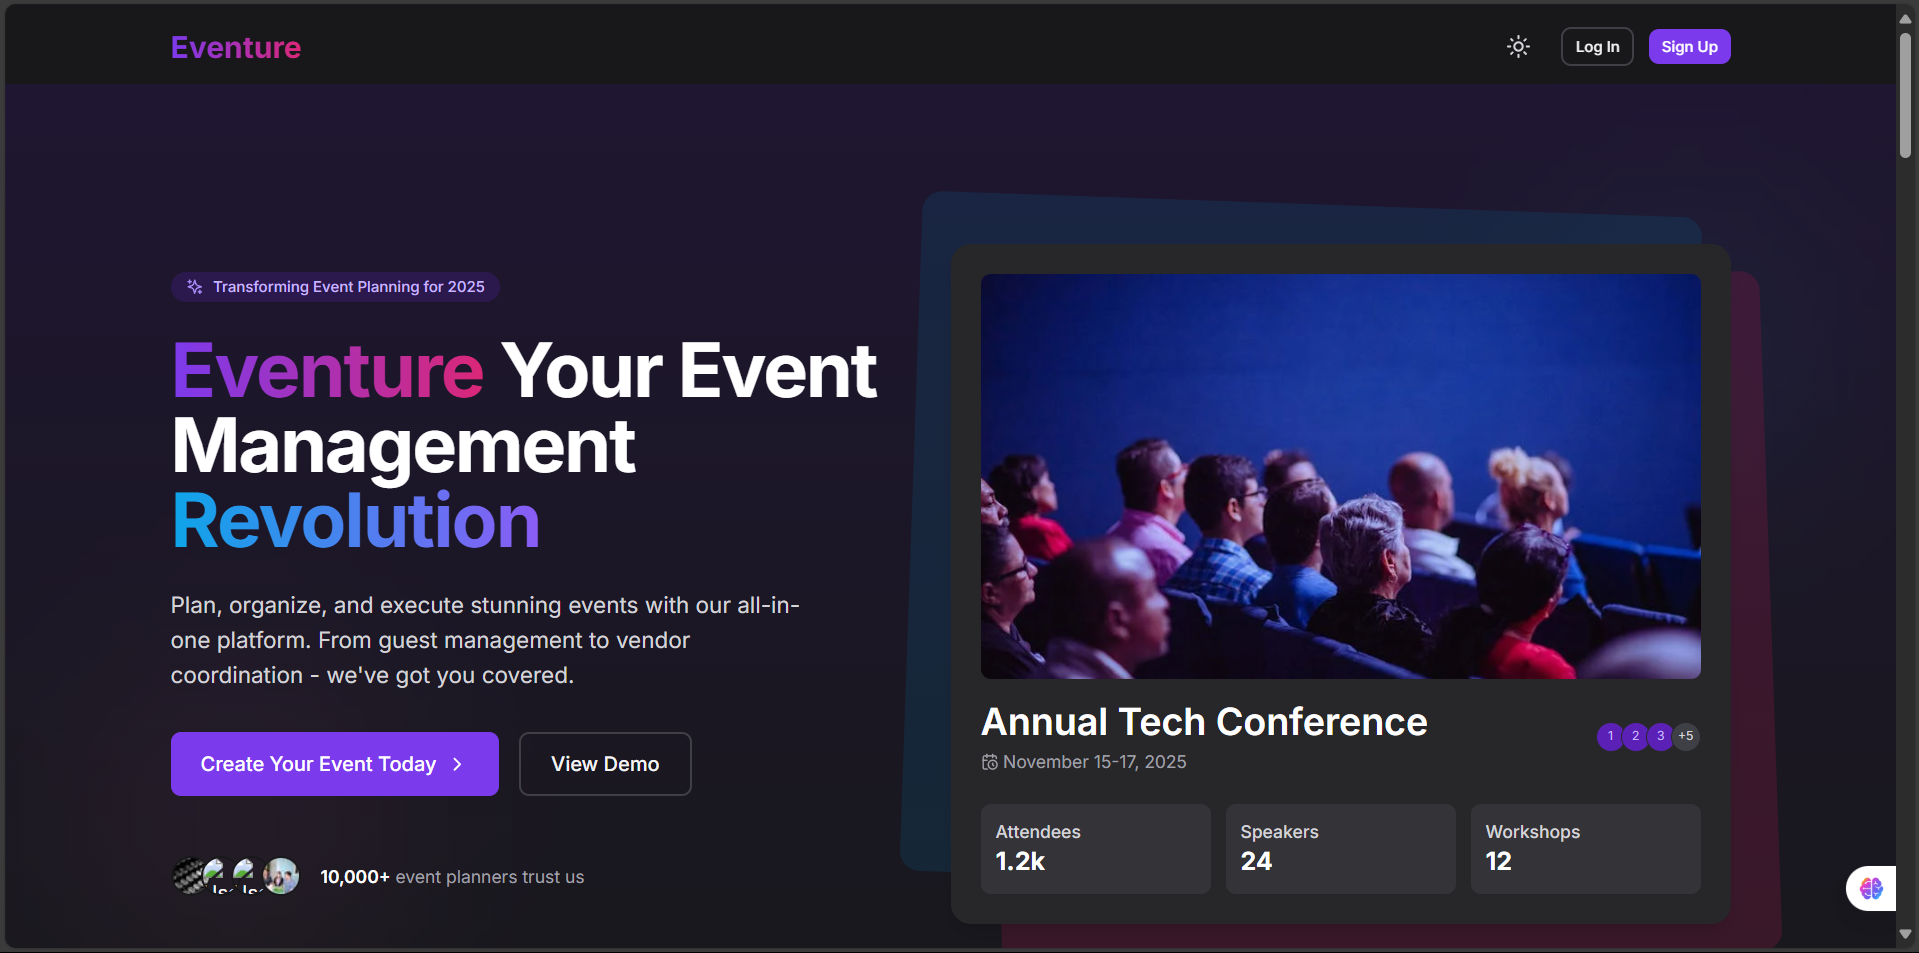 Eventure
Log In
Sign Up
Transforming Event Planning for 2025
Eventure Your Event
Management
Revolution
Plan, organize, and execute stunning events with our all-in-
one platform. From guest management to vendor
coordination - we've got you covered.
Create Your Event Today
View Demo
10,000+ event planners trust us
Annual Tech Conference
1 2 3 +5
November 15-17, 2025
Attendees
1.2k
Speakers
24
Workshops
12